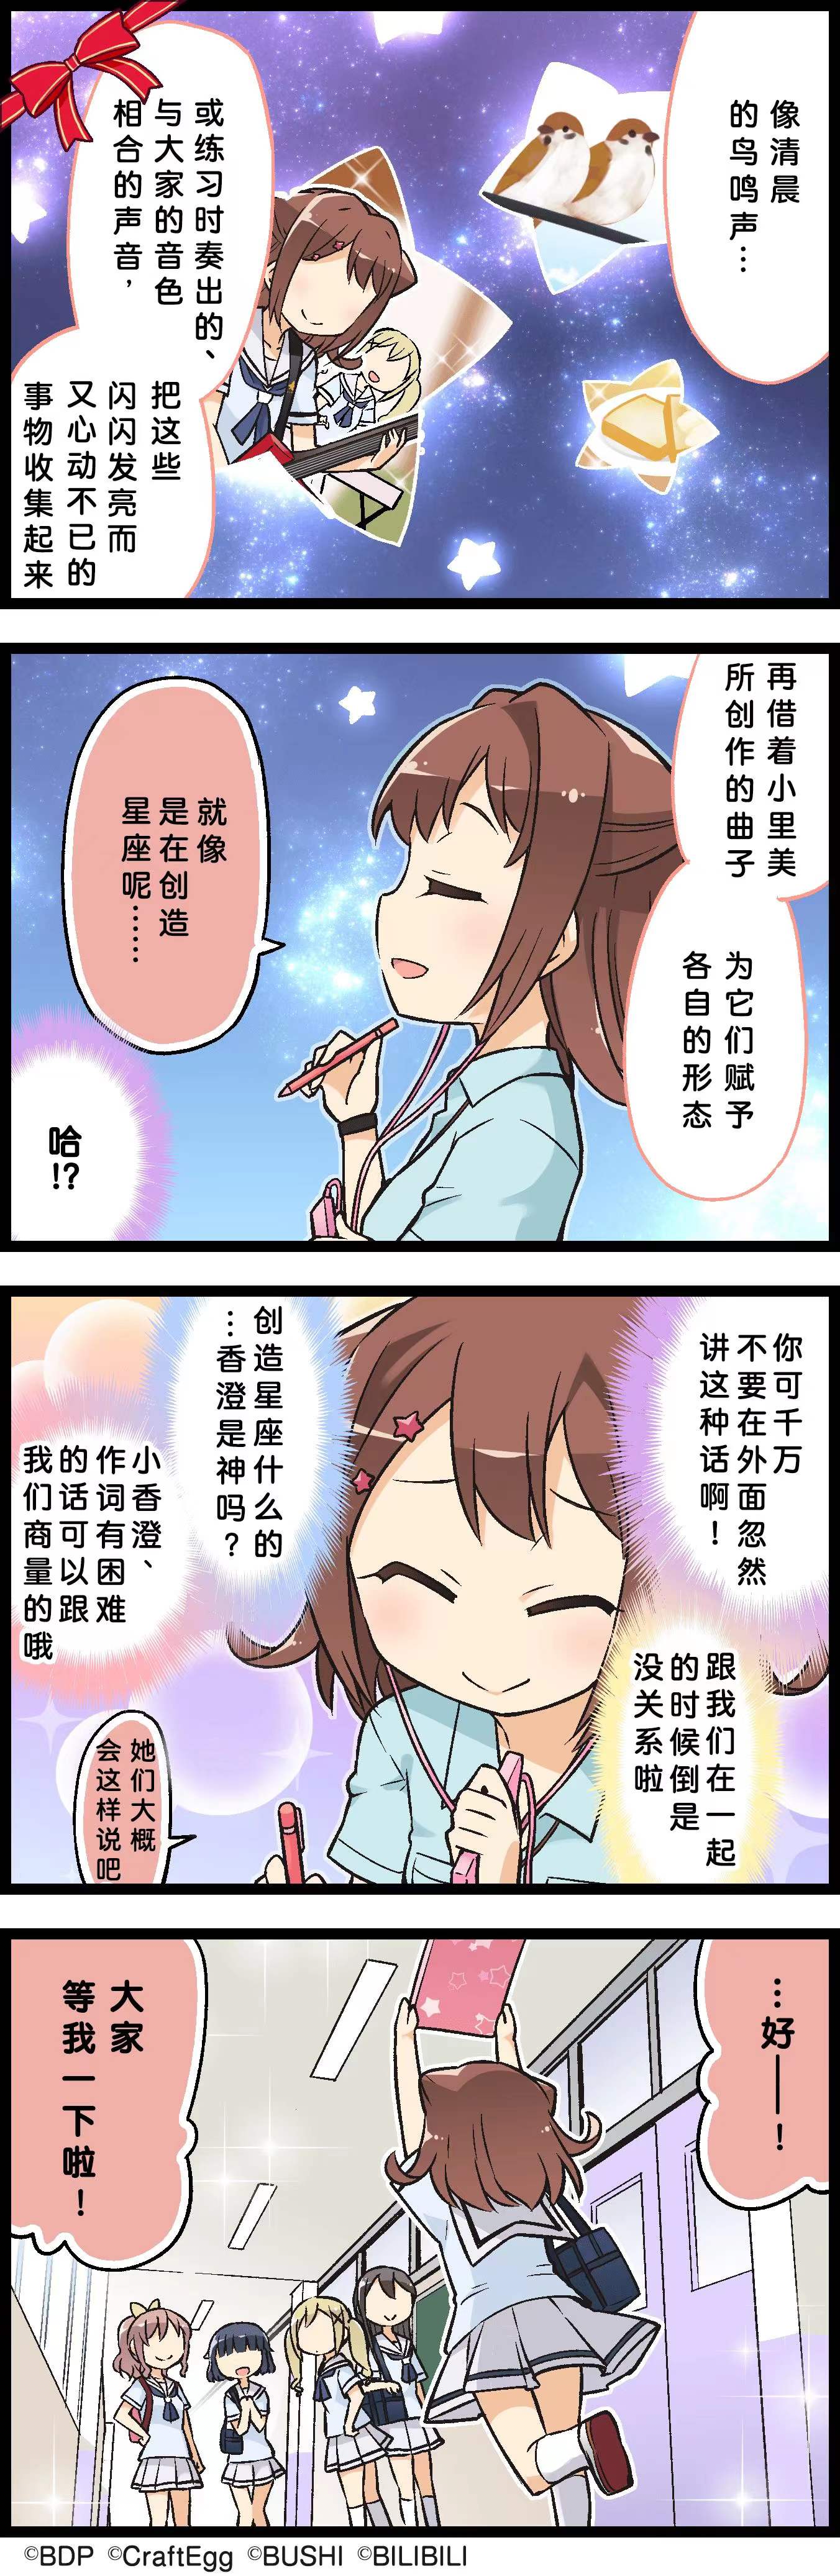 像清晨
的鸟鸣声…
或练习时奏出的、
与大家的音色
相合的声音，
把这些
闪闪发亮而
又心动不已的
事物收集起来
再借着小里美
所创作的曲子
为它们赋予
各自的形态
就像
是在创造
星座呢……
哈!?
你可千万
不要在外面忽然
讲这种话啊！
跟我们在一起
的时候倒是
没关系啦
创造星座什么的
…香澄是神吗？
小香澄、
作词有困难
的话可以跟
我们商量的哦
她们大概
会这样说吧
…好——！
大家
等我一下啦！
©BDP ©CraftEgg ©BUSHI ©BILIBILI